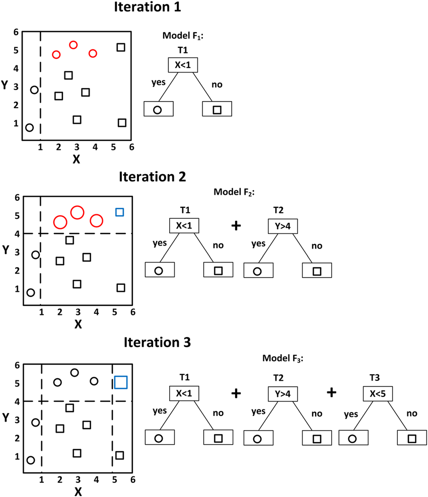 Iteration 1
Model F1:
T1
X<1
yes
no
Y
6
5
4
3
2
1
1 2 3 4 5 6
X
Iteration 2
Model F2:
T1 + T2
X<1 Y>4
yes no yes no
Y
6
5
4
3
2
1
1 2 3 4 5 6
X
Iteration 3
Model F3:
T1 + T2 + T3
X<1 Y>4 X<5
yes no yes no yes no
Y
6
5
4
3
2
1
1 2 3 4 5 6
X